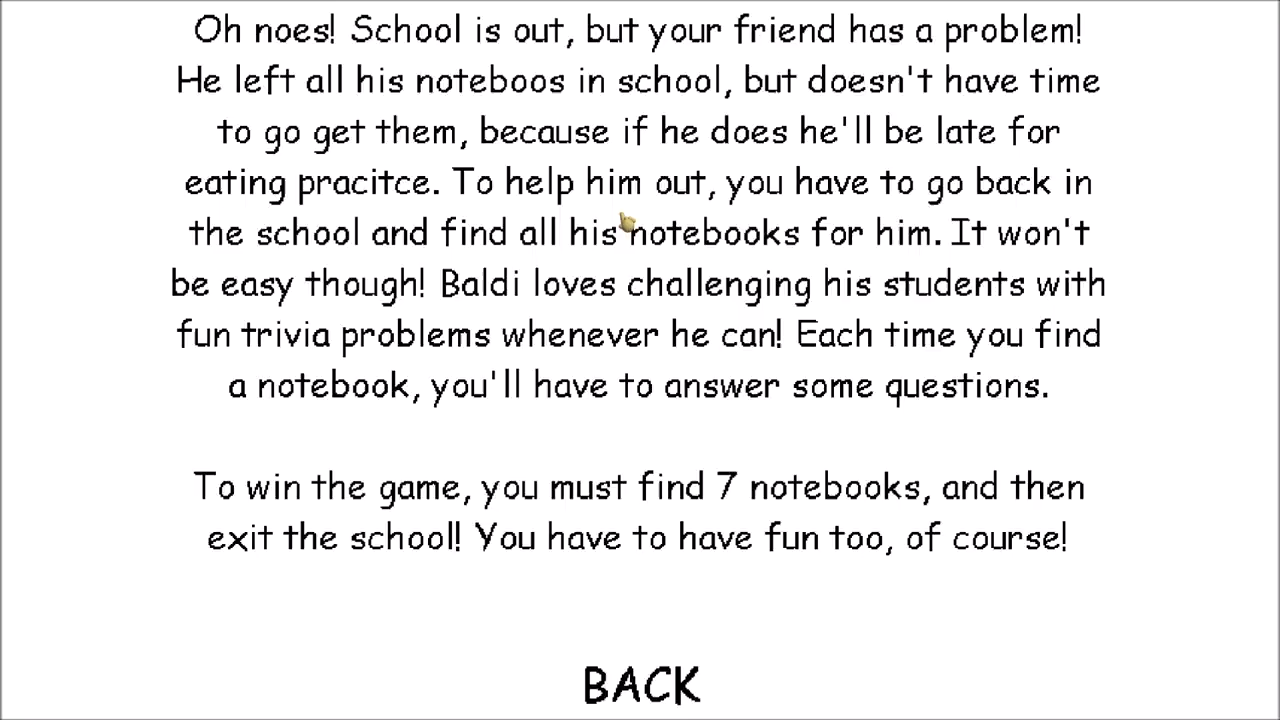 Oh noes! School is out, but your friend has a problem!
He left all his noteboos in school, but doesn't have time
to go get them, because if he does he'll be late for
eating pracitce. To help him out, you have to go back in
the school and find all his notebooks for him. It won't
be easy though! Baldi loves challenging his students with
fun trivia problems whenever he can! Each time you find
a notebook, you'll have to answer some questions.
To win the game, you must find 7 notebooks, and then
exit the school! You have to have fun too, of course!
BACK